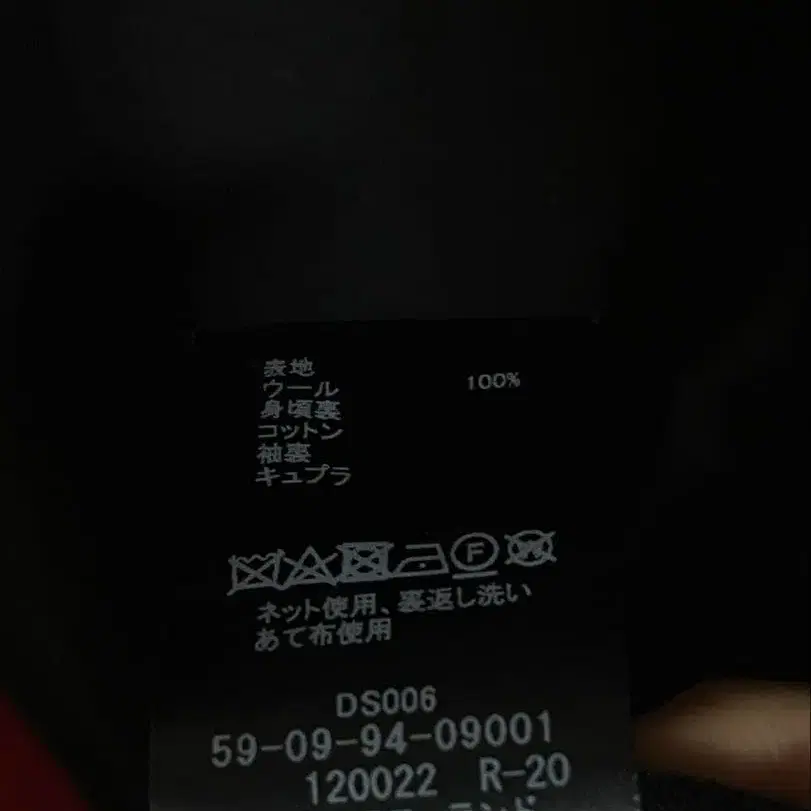 表地
ウール 100%
身頃裏
コットン
袖裏
キュプラ
F W
ネット使用、裏返し洗い
あて布使用
DS006
59-09-94-09001
120022 R-20